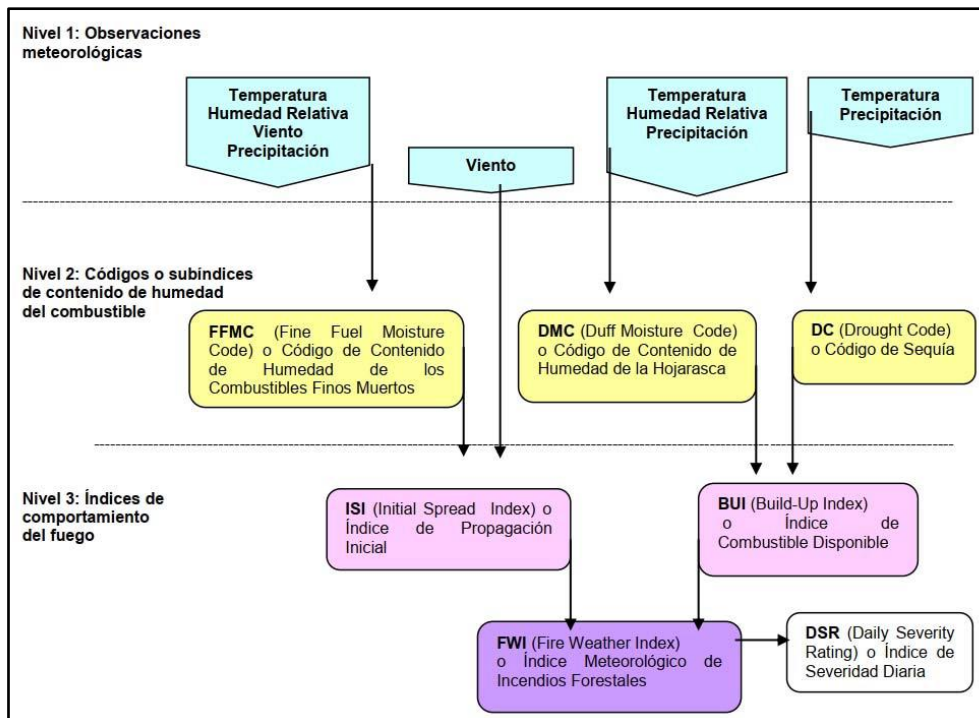 Nivel 1: Observaciones
meteorológicas
Temperatura
Humedad Relativa
Viento
Precipitación
Viento
Temperatura
Humedad Relativa
Precipitación
Temperatura
Precipitación
Nivel 2: Códigos o subíndices
de contenido de humedad
del combustible
FFMC (Fine Fuel Moisture
Code) o Código de Contenido
de Humedad de los
Combustibles Finos Muertos
DMC (Duff Moisture Code)
o Código de Contenido de
Humedad de la Hojarasca
DC (Drought Code)
o Código de Sequía
Nivel 3: Índices de
comportamiento
del fuego
ISI (Initial Spread Index) o
Índice de Propagación
Inicial
BUI (Build-Up Index)
o Índice de
Combustible Disponible
FWI (Fire Weather Index)
o Índice Meteorológico de
Incendios Forestales
DSR (Daily Severity
Rating) o Índice de
Severidad Diaria